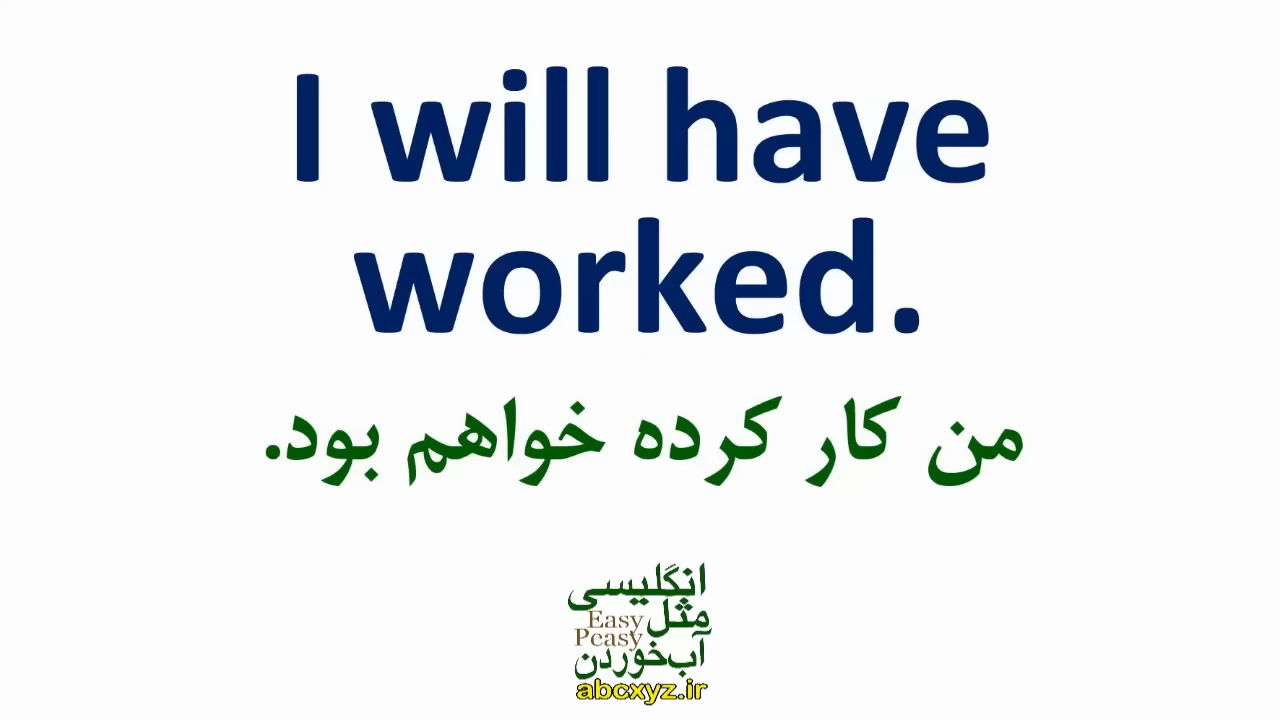 I will have
worked.
من کار کرده خواهم بود.
انگلیسی
مثل
Easy
Peasy
آب‌خوردن
abcxyz.ir